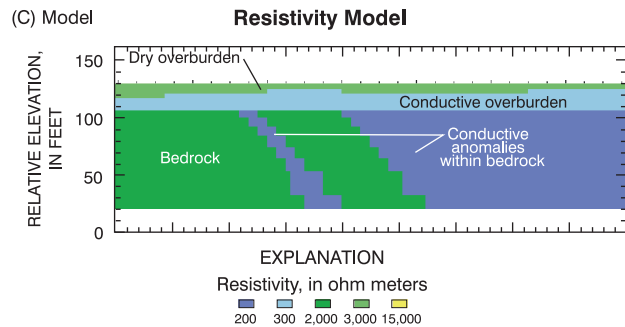 (C) Model
Resistivity Model
RELATIVE ELEVATION,
IN FEET
150
100
50
0
Dry overburden
Conductive overburden
Bedrock
Conductive
anomalies
within bedrock
EXPLANATION
Resistivity, in ohm meters
200 300 2,000 3,000 15,000